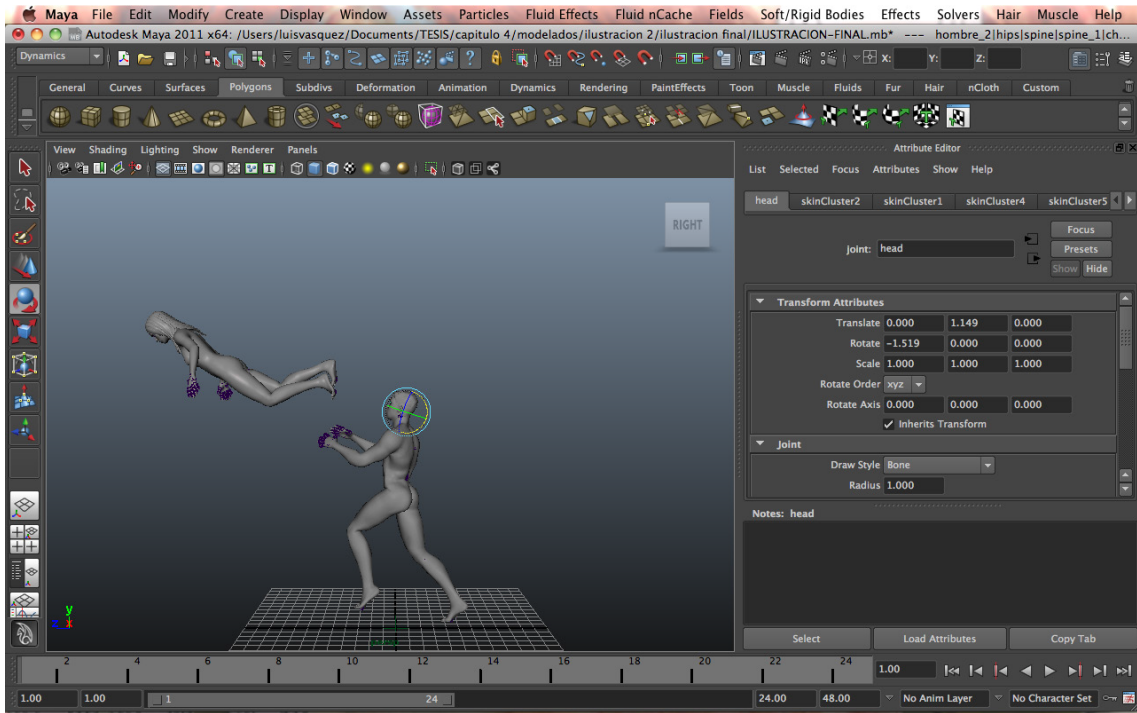 Maya File Edit Modify Create Display Window Assets Particles Fluid Effects Fluid nCache Fields Soft/Rigid Bodies Effects Solvers Hair Muscle Help
Autodesk Maya 2011 x64: /Users/luisvasquez/Documents/TESIS/capitulo 4/modelados/ilustracion 2/ilustracion final/ILUSTRACION-FINAL.mb* --- hombre_2|hips|spine|spine_1|ch...
Dynamics X: Y: Z:
General Curves Surfaces Polygons Subdivs Deformation Animation Dynamics Rendering PaintEffects Toon Muscle Fluids Fur Hair nCloth Custom
View Shading Lighting Show Renderer Panels
RIGHT
y
Attribute Editor
List Selected Focus Attributes Show Help
head skinCluster2 skinCluster1 skinCluster4 skinCluster5
joint: head
Focus
Presets
Show Hide
Transform Attributes
Translate 0.000 1.149 0.000
Rotate -1.519 0.000 0.000
Scale 1.000 1.000 1.000
Rotate Order xyz
Rotate Axis 0.000 0.000 0.000
Inherits Transform
Joint
Draw Style Bone
Radius 1.000
Notes: head
Select Load Attributes Copy Tab
2 4 6 8 10 12 14 16 18 20 22 24 1.00
1.00 1.00 1 24 24.00 48.00 No Anim Layer No Character Set